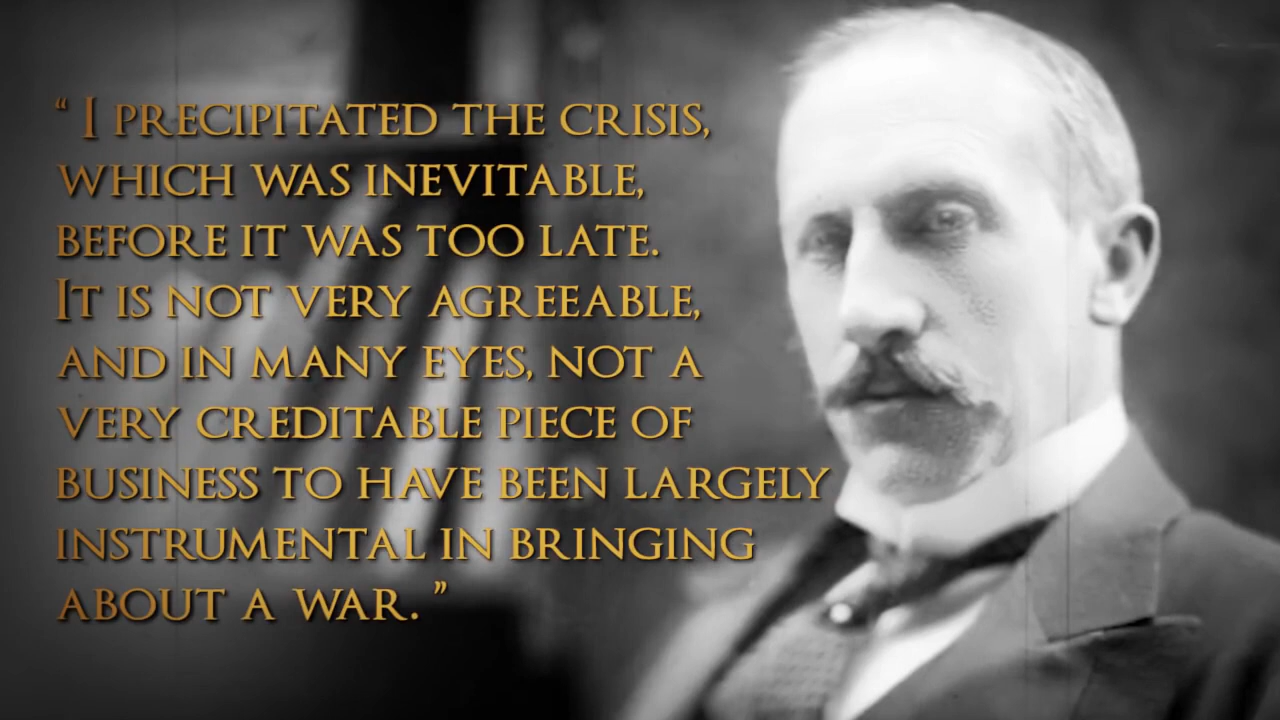 “ I PRECIPITATED THE CRISIS,
WHICH WAS INEVITABLE,
BEFORE IT WAS TOO LATE.
IT IS NOT VERY AGREEABLE,
AND IN MANY EYES, NOT A
VERY CREDITABLE PIECE OF
BUSINESS TO HAVE BEEN LARGELY
INSTRUMENTAL IN BRINGING
ABOUT A WAR. ”